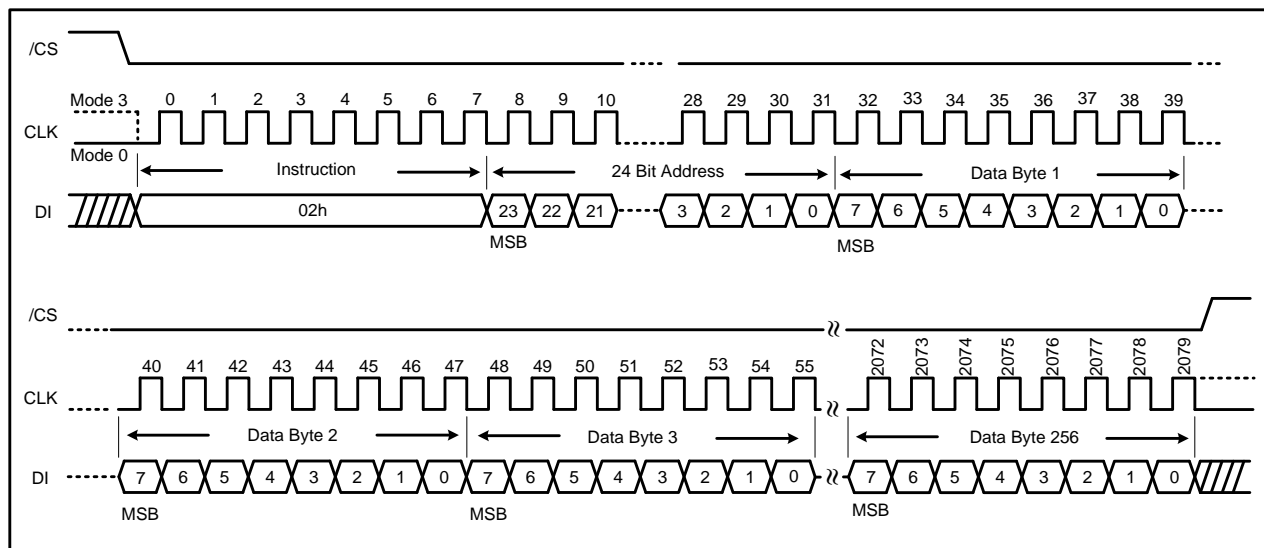 /CS
Mode 3 0 1 2 3 4 5 6 7 8 9 10 28 29 30 31 32 33 34 35 36 37 38 39
CLK
Mode 0
Instruction 24 Bit Address Data Byte 1
DI 02h 23 22 21 3 2 1 0 7 6 5 4 3 2 1 0
MSB MSB
/CS
40 41 42 43 44 45 46 47 48 49 50 51 52 53 54 55 2072 2073 2074 2075 2076 2077 2078 2079
CLK
Data Byte 2 Data Byte 3 Data Byte 256
DI 7 6 5 4 3 2 1 0 7 6 5 4 3 2 1 0 7 6 5 4 3 2 1 0
MSB MSB MSB